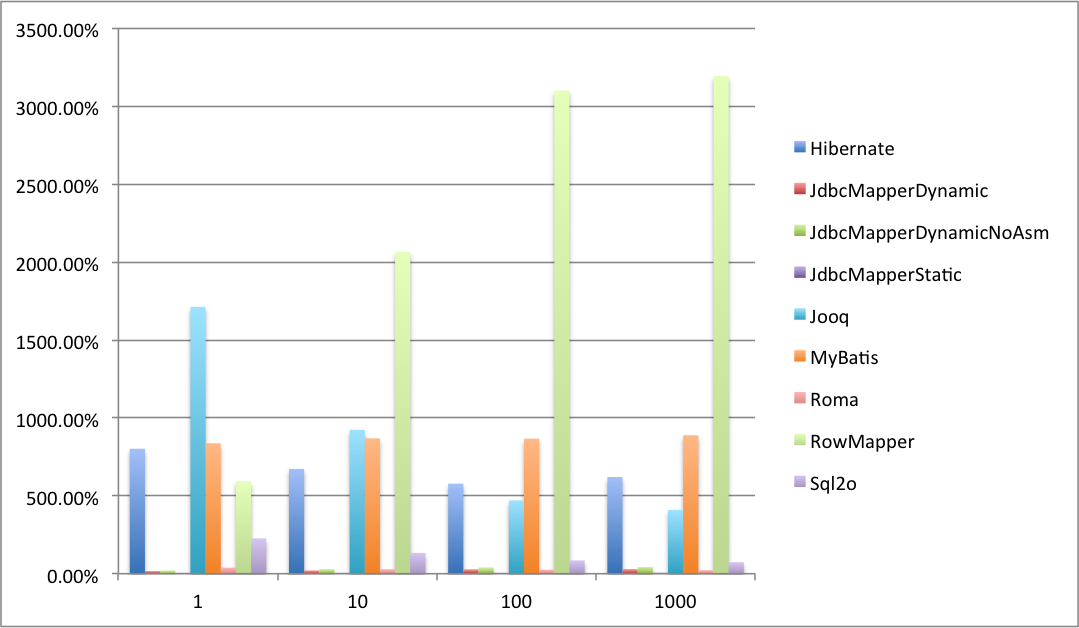 3500.00%
3000.00%
2500.00%
2000.00%
1500.00%
1000.00%
500.00%
0.00%
1 10 100 1000
Hibernate
JdbcMapperDynamic
JdbcMapperDynamicNoAsm
JdbcMapperStatic
Jooq
MyBatis
Roma
RowMapper
Sql2o